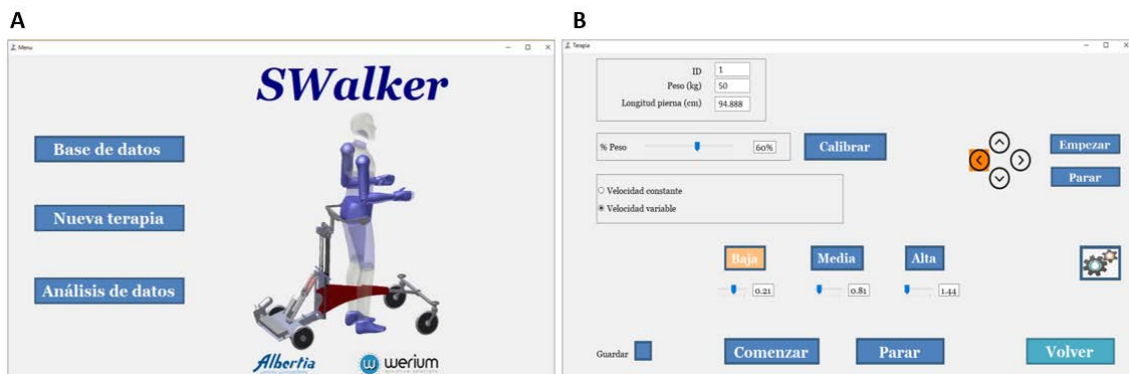 A
Menu
SWalker
Base de datos
Nueva terapia
Análisis de datos
Albertia
werium
B
Terapia
ID 1
Peso (kg) 50
Longitud pierna (cm) 94.888
% Peso 60% Calibrar
Empezar
Parar
Velocidad constante
Velocidad variable
Baja Media Alta
0.21 0.81 1.44
Guardar Comenzar Parar Volver